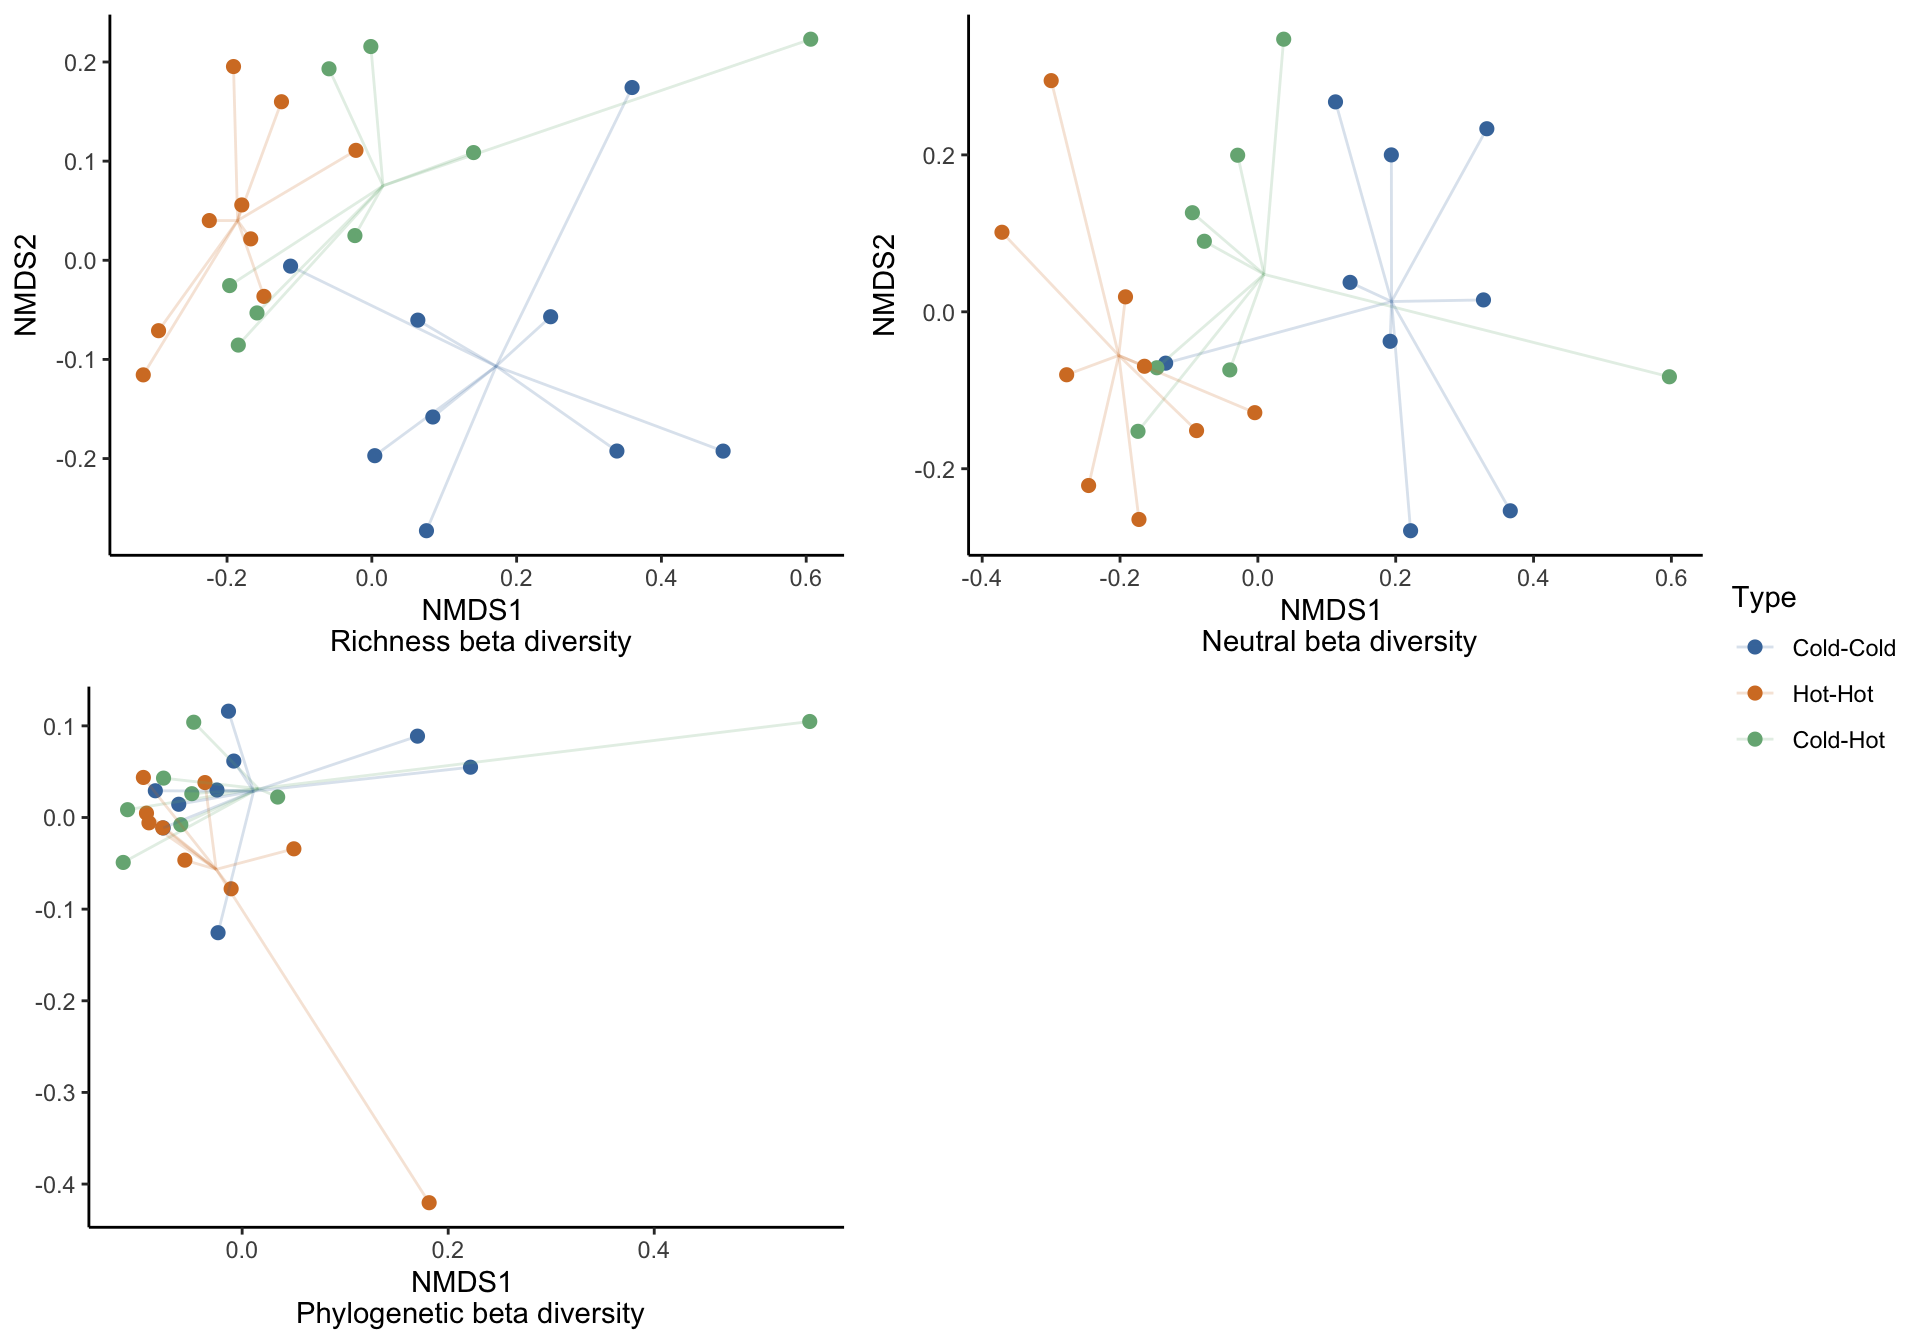 0.2
0.1
0.0
-0.1
-0.2
NMDS2
-0.2 0.0 0.2 0.4 0.6
NMDS1
Richness beta diversity
0.2
0.0
-0.2
NMDS2
-0.4 -0.2 0.0 0.2 0.4 0.6
NMDS1
Neutral beta diversity
Type
Cold-Cold
Hot-Hot
Cold-Hot
0.1
0.0
-0.1
-0.2
-0.3
-0.4
0.0 0.2 0.4
NMDS1
Phylogenetic beta diversity